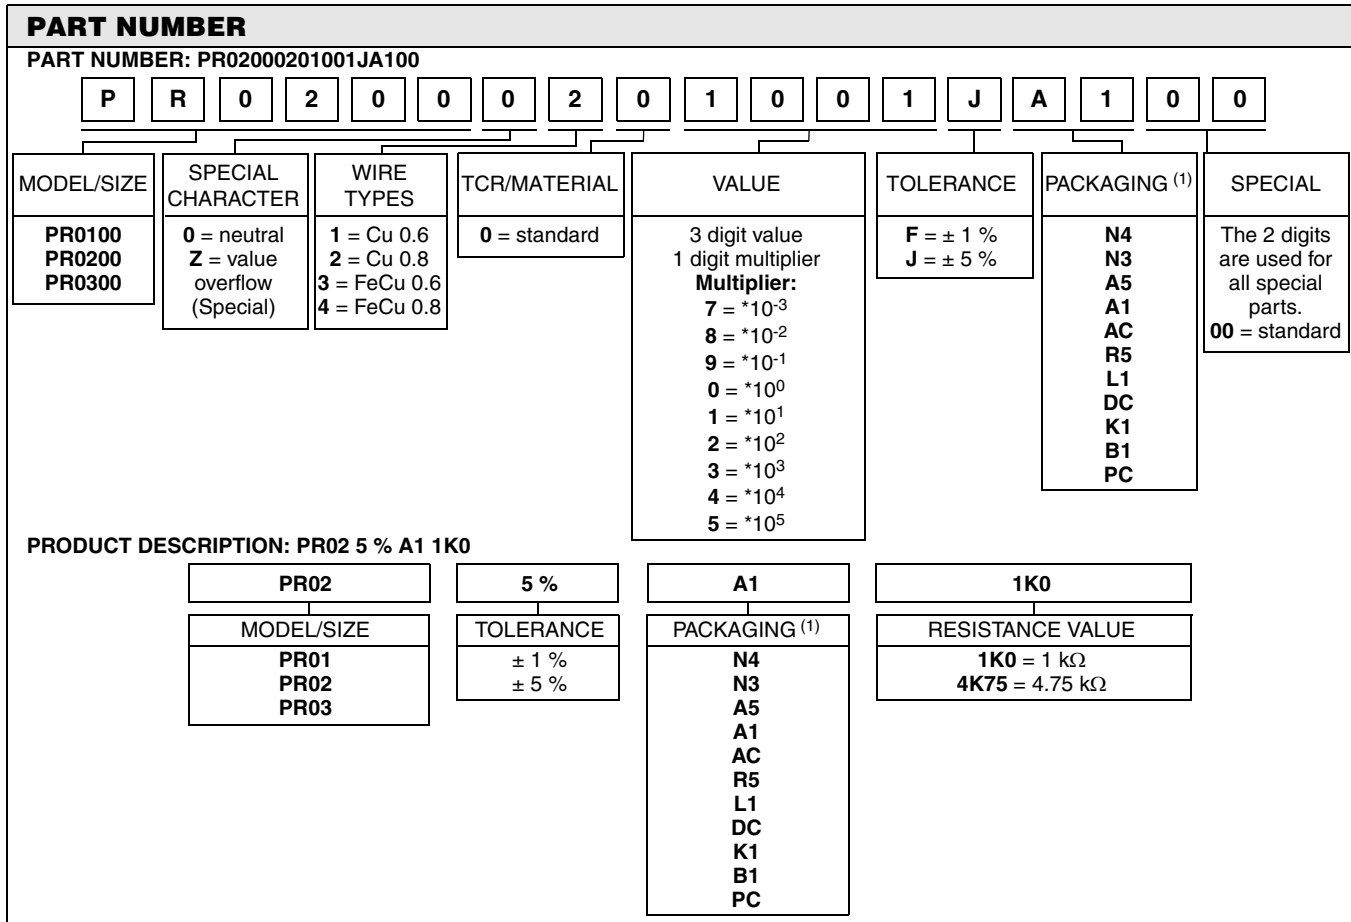 PART NUMBER
PART NUMBER: PR02000201001JA100
P R 0 2 0 0 0 2 0 1 0 0 1 J A 1 0 0
MODEL/SIZE
PR0100
PR0200
PR0300
SPECIAL
CHARACTER
0 = neutral
Z = value
overflow
(Special)
WIRE
TYPES
1 = Cu 0.6
2 = Cu 0.8
3 = FeCu 0.6
4 = FeCu 0.8
TCR/MATERIAL
0 = standard
VALUE
3 digit value
1 digit multiplier
Multiplier:
7 = *10-3
8 = *10-2
9 = *10-1
0 = *100
1 = *101
2 = *102
3 = *103
4 = *104
5 = *105
TOLERANCE
F = ± 1 %
J = ± 5 %
PACKAGING (1)
N4
N3
A5
A1
AC
R5
L1
DC
K1
B1
PC
SPECIAL
The 2 digits
are used for
all special
parts.
00 = standard
PRODUCT DESCRIPTION: PR02 5 % A1 1K0
PR02
MODEL/SIZE
PR01
PR02
PR03
5 %
TOLERANCE
± 1 %
± 5 %
A1
PACKAGING (1)
N4
N3
A5
A1
AC
R5
L1
DC
K1
B1
PC
1K0
RESISTANCE VALUE
1K0 = 1 kΩ
4K75 = 4.75 kΩ